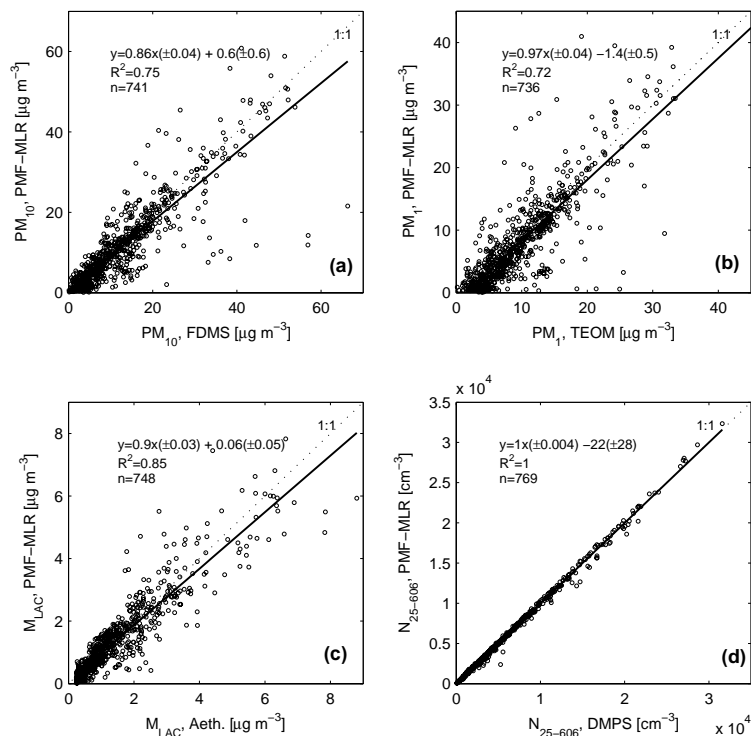 y=0.86x(±0.04) + 0.6(±0.6)
R²=0.75
n=741
1:1
(a)
PM₁₀, PMF−MLR [µg m⁻³]
0
20
40
60
0 20 40 60
PM₁₀, FDMS [µg m⁻³]
y=0.97x(±0.04) −1.4(±0.5)
R²=0.72
n=736
1:1
(b)
PM₁, PMF−MLR [µg m⁻³]
0
10
20
30
40
0 10 20 30 40
PM₁, TEOM [µg m⁻³]
y=0.9x(±0.03) + 0.06(±0.05)
R²=0.85
n=748
1:1
(c)
M_LAC, PMF−MLR [µg m⁻³]
0
2
4
6
8
0 2 4 6 8
M_LAC, Aeth. [µg m⁻³]
x 10⁴
y=1x(±0.004) −22(±28)
R²=1
n=769
1:1
(d)
N₂₅₋₆₀₆, PMF−MLR [cm⁻³]
0
0.5
1
1.5
2
2.5
3
3.5
0 1 2 3
x 10⁴
N₂₅₋₆₀₆, DMPS [cm⁻³]